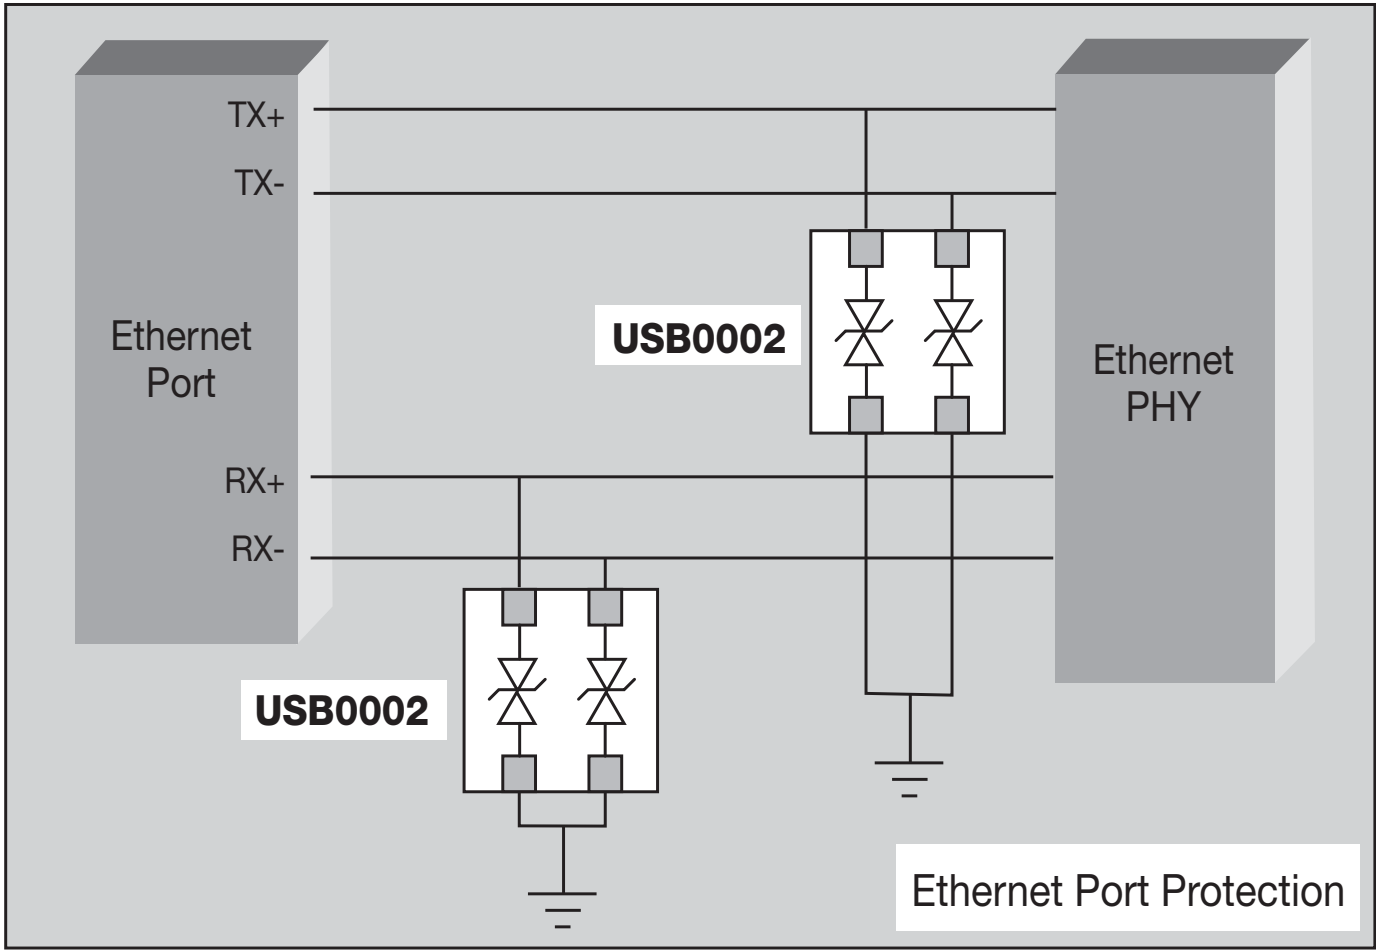 TX+
TX-
Ethernet
Port
USB0002
Ethernet
PHY
RX+
RX-
USB0002
Ethernet Port Protection